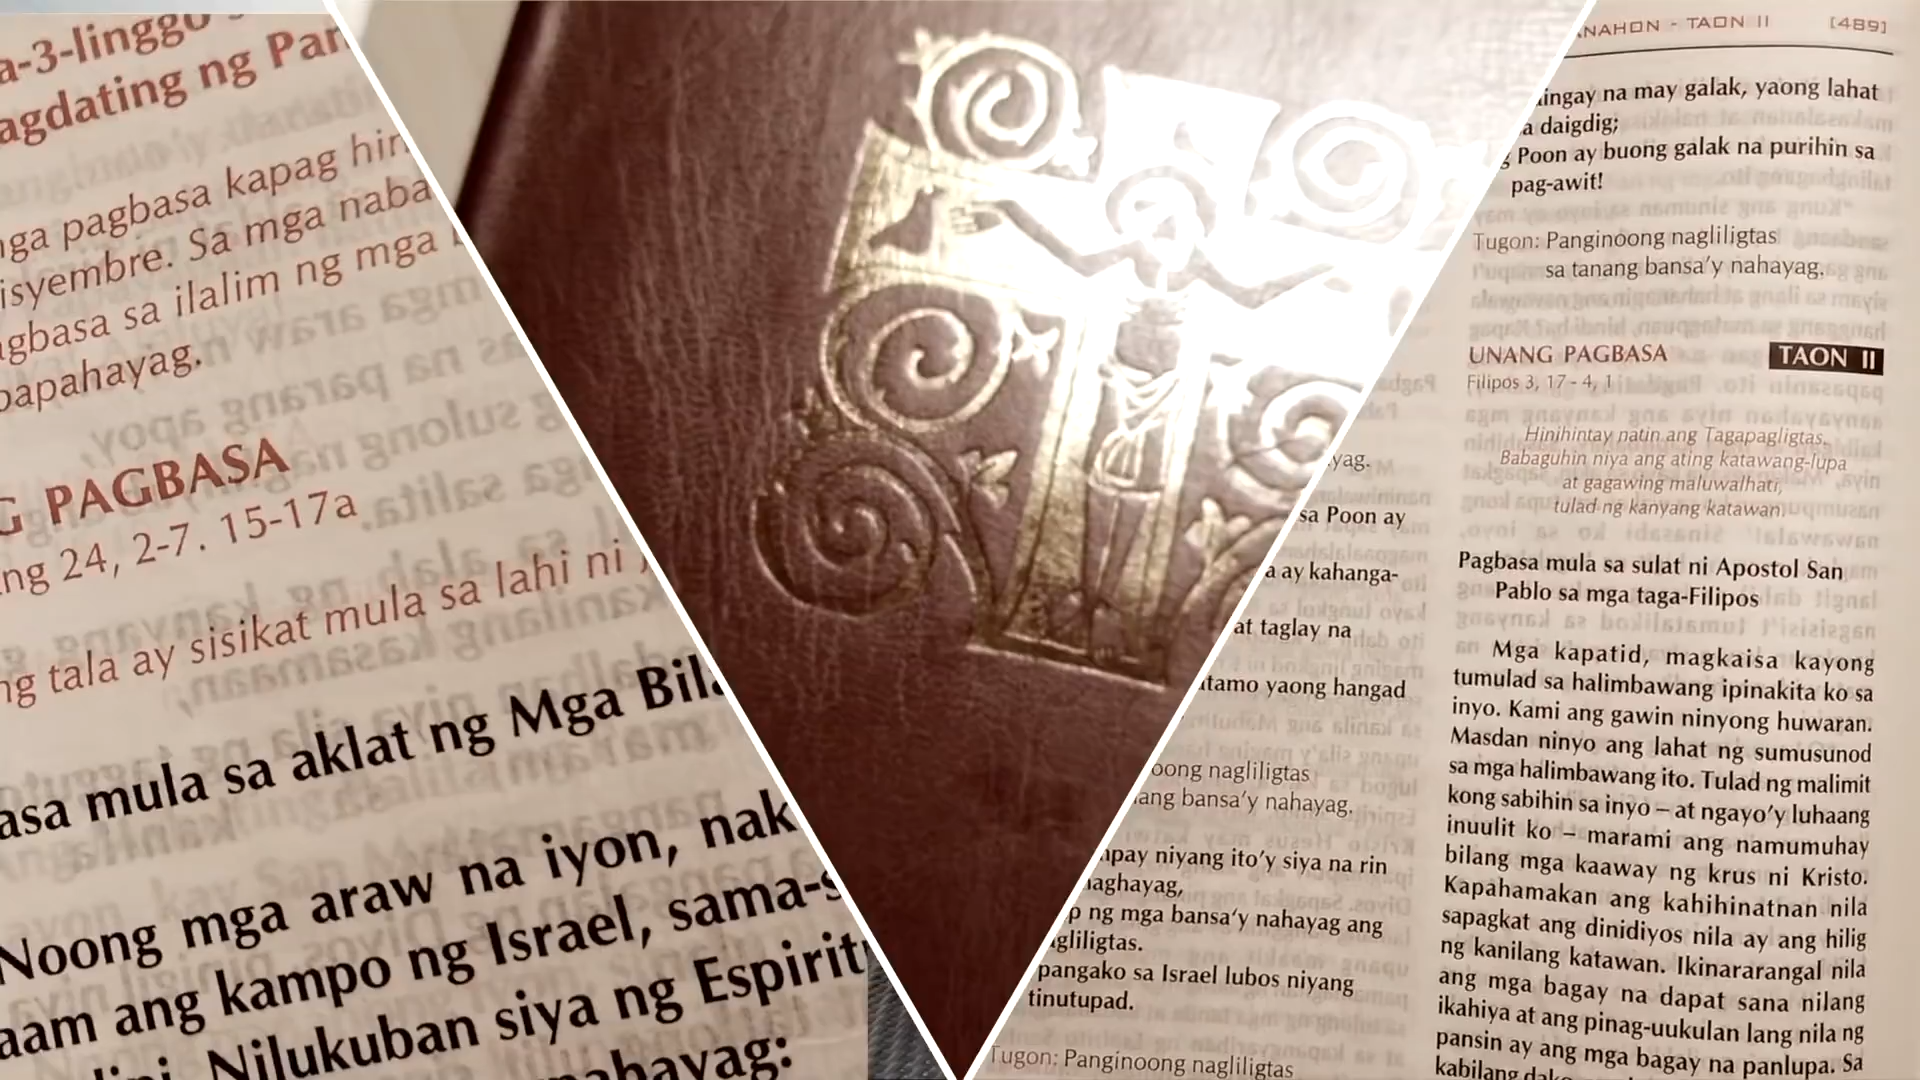 a-3-linggo
agdating ng Pan
nga pagbasa kapag hin
isyembre. Sa mga naba
agbasa sa ilalim ng mga
papahayag.
G PAGBASA
ng 24, 2-7. 15-17a
ng tala ay sisikat mula sa lahi ni
asa mula sa aklat ng Mga Bila
Noong mga araw na iyon, nak
aam ang kampo ng Israel, sama-s
Nilukuban siya ng Espirit
nahayag:
yag.
sa Poon ay
a ay kahanga-
at taglay na
tamo yaong hangad
oong nagliligtas
ang bansa'y nahayag.
pay niyang ito'y siya na rin
naghayag,
p ng mga bansa'y nahayag ang
gliligtas.
pangako sa Israel lubos niyang
tinutupad.
Tugon: Panginoong nagliligtas
NAHON - TAON II [489]
ingay na may galak, yaong lahat
a daigdig;
g Poon ay buong galak na purihin sa
pag-awit!
Tugon: Panginoong nagliligtas
sa tanang bansa'y nahayag.
UNANG PAGBASA TAON II
Filipos 3, 17 - 4, 1
Hinihintay natin ang Tagapagligtas.
Babaguhin niya ang ating katawang-lupa
at gagawing maluwalhati,
tulad ng kanyang katawan.
Pagbasa mula sa sulat ni Apostol San
Pablo sa mga taga-Filipos
Mga kapatid, magkaisa kayong
tumulad sa halimbawang ipinakita ko sa
inyo. Kami ang gawin ninyong huwaran.
Masdan ninyo ang lahat ng sumusunod
sa mga halimbawang ito. Tulad ng malimit
kong sabihin sa inyo – at ngayo'y luhaang
inuulit ko – marami ang namumuhay
bilang mga kaaway ng krus ni Kristo.
Kapahamakan ang kahihinatnan nila
sapagkat ang dinidiyos nila ay ang hilig
ng kanilang katawan. Ikinararangal nila
ang mga bagay na dapat sana nilang
ikahiya at ang pinag-uukulan lang nila ng
pansin ay ang mga bagay na panlupa. Sa
kabilang dako